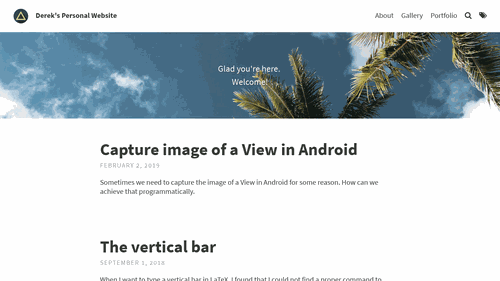 Derek's Personal Website
About Gallery Portfolio
Glad you're here.
Welcome!
Capture image of a View in Android
FEBRUARY 2, 2019
Sometimes we need to capture the image of a View in Android for some reason. How can we
achieve that programmatically.
The vertical bar
SEPTEMBER 1, 2018
When I want to type a vertical bar in LaTeX, I found that I could not find a proper command to